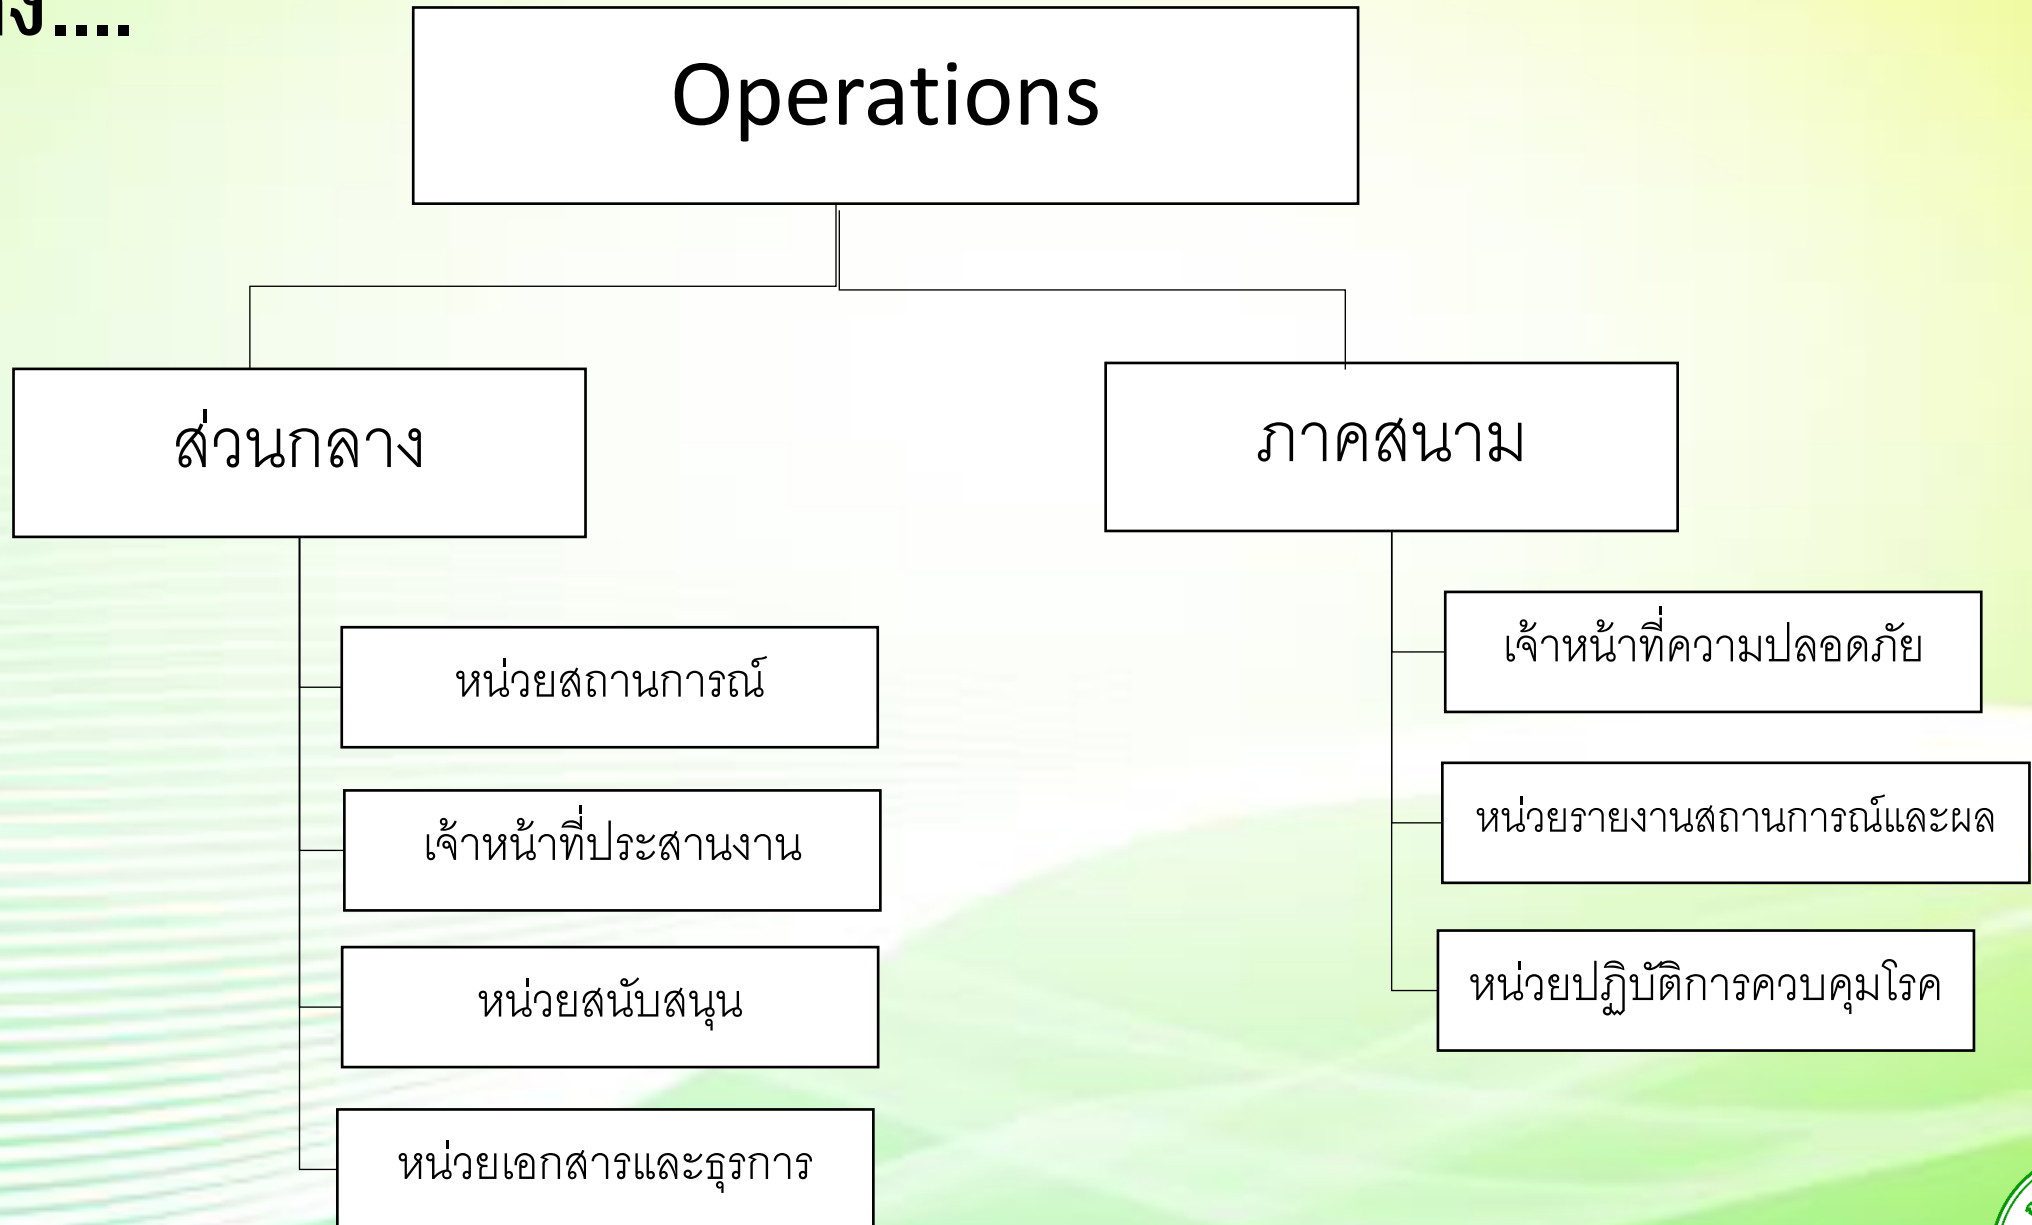 Operations
ส่วนกลาง
ภาคสนาม
หน่วยสถานการณ์
เจ้าหน้าที่ประสานงาน
หน่วยสนับสนุน
หน่วยเอกสารและธุรการ
เจ้าหน้าที่ความปลอดภัย
หน่วยรายงานสถานการณ์และผล
หน่วยปฏิบัติการควบคุมโรค